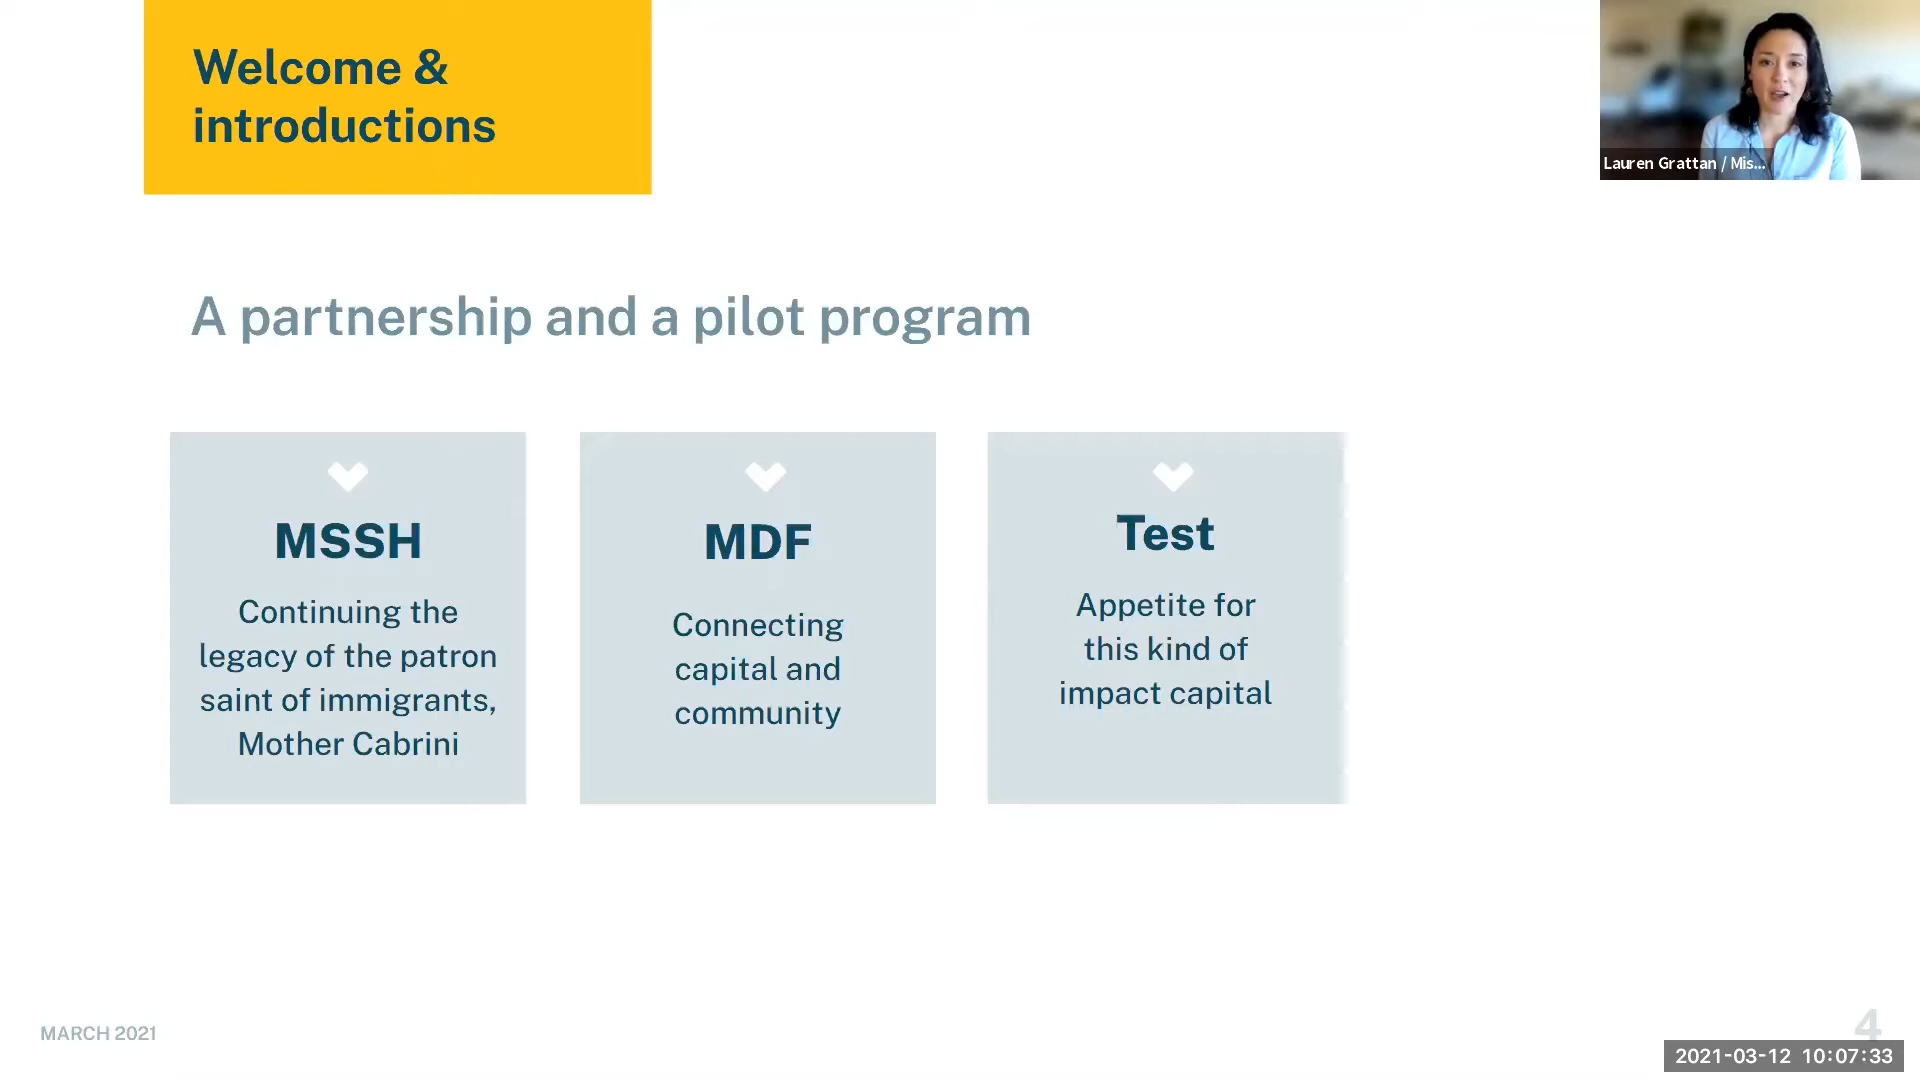 Welcome &
introductions
Lauren Grattan / Mis...
A partnership and a pilot program
MSSH
Continuing the
legacy of the patron
saint of immigrants,
Mother Cabrini
MDF
Connecting
capital and
community
Test
Appetite for
this kind of
impact capital
MARCH 2021
4
2021-03-12 10:07:33